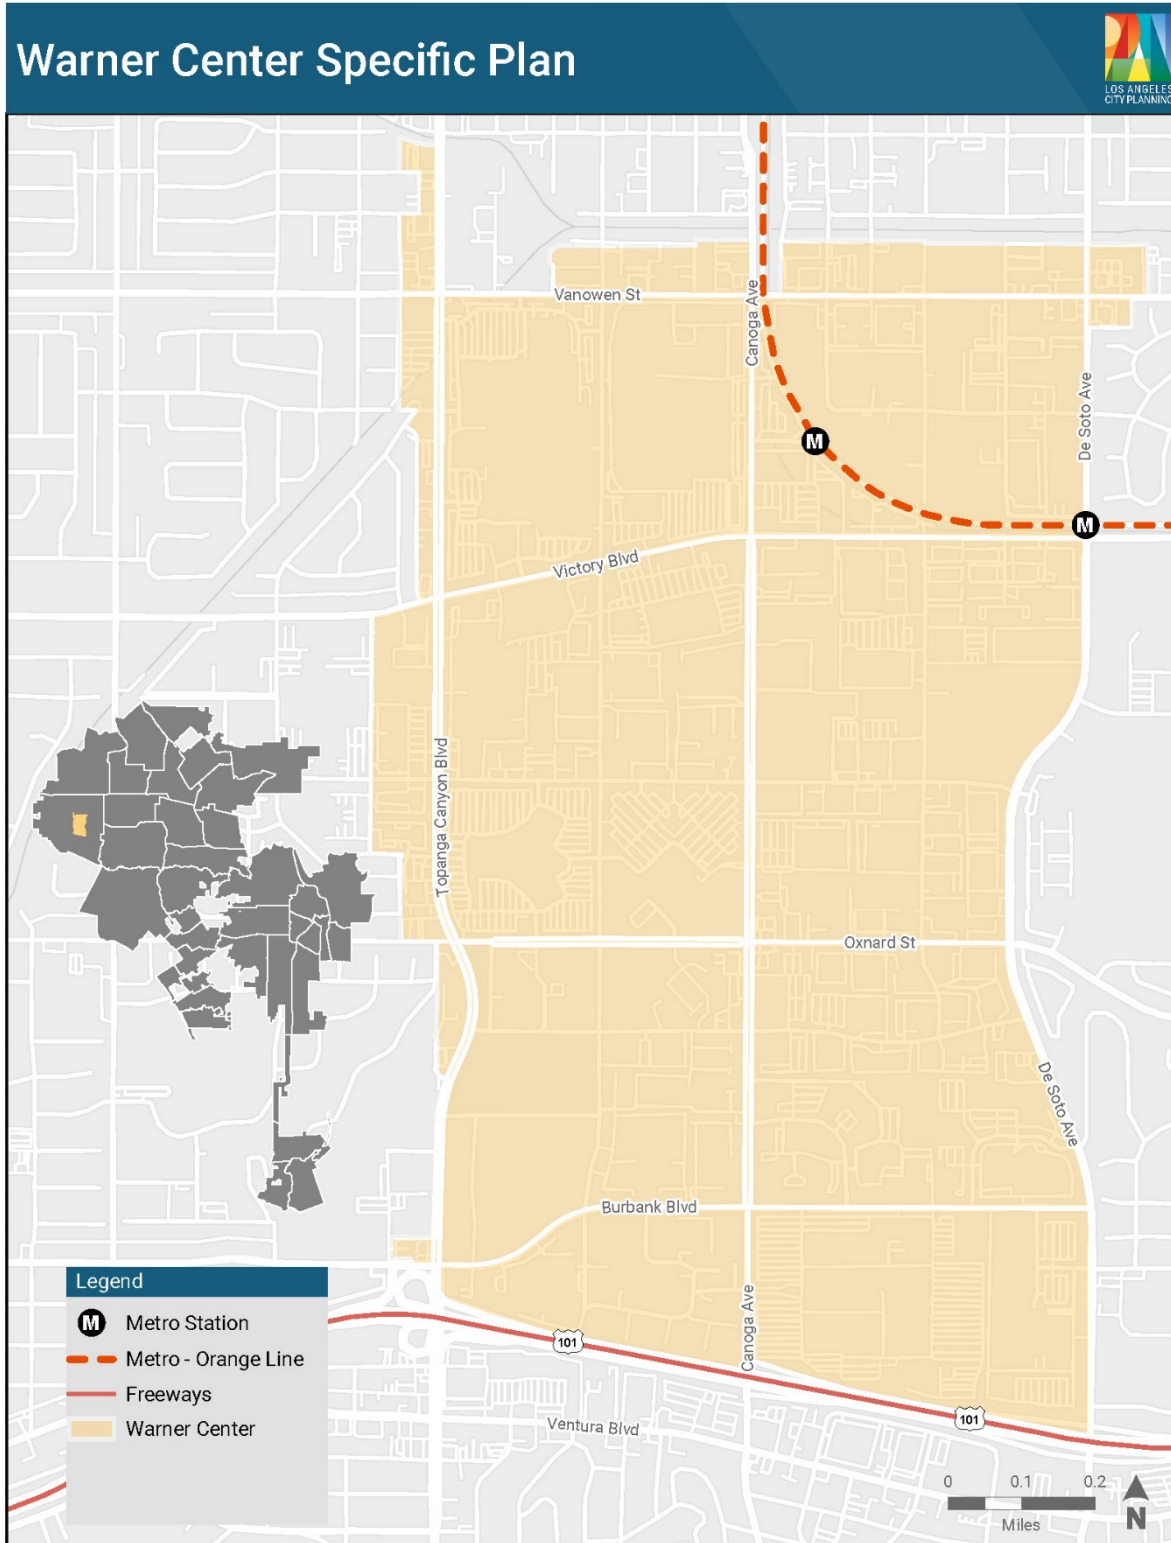 Warner Center Specific Plan
LOS ANGELES
CITY PLANNING
Vanowen St
Canoga Ave
De Soto Ave
M
M
Victory Blvd
Topanga Canyon Blvd
Oxnard St
De Soto Ave
Burbank Blvd
Canoga Ave
101
101
Ventura Blvd
Legend
M Metro Station
Metro - Orange Line
Freeways
Warner Center
0 0.1 0.2
Miles
N